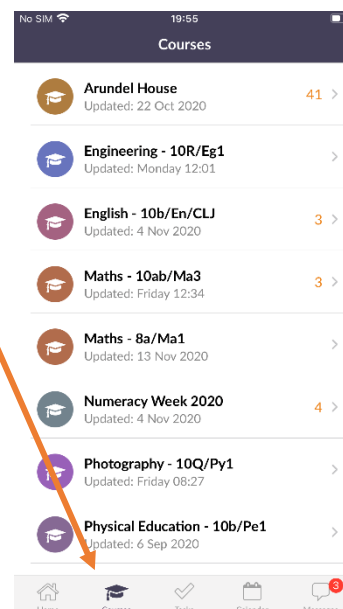 No SIM 19:55
Courses
Arundel House
Updated: 22 Oct 2020
41
Engineering - 10R/Eg1
Updated: Monday 12:01
English - 10b/En/CLJ
Updated: 4 Nov 2020
3
Maths - 10ab/Ma3
Updated: Friday 12:34
3
Maths - 8a/Ma1
Updated: 13 Nov 2020
Numeracy Week 2020
Updated: 4 Nov 2020
4
Photography - 10Q/Py1
Updated: Friday 08:27
Physical Education - 10b/Pe1
Updated: 6 Sep 2020
3